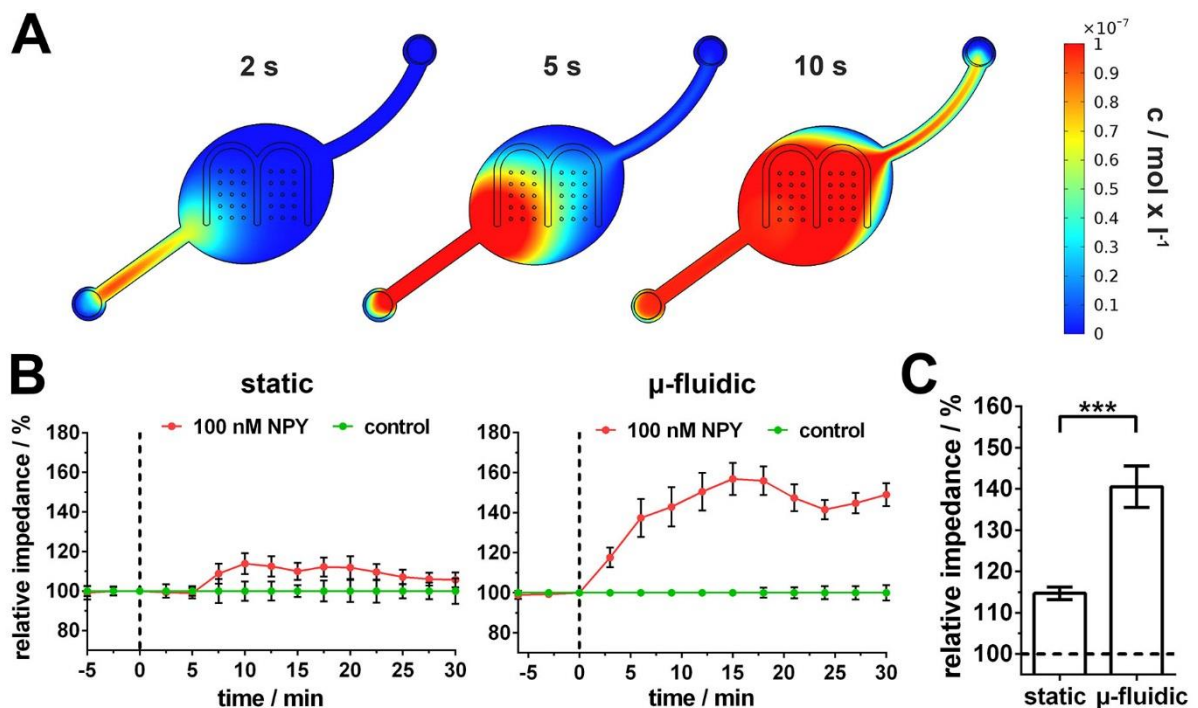 A
2 s
5 s
10 s
×10⁻⁷
1
0.9
0.8
0.7
0.6
0.5
0.4
0.3
0.2
0.1
0
c / mol x l⁻¹
B
static
100 nM NPY
control
relative impedance / %
180
160
140
120
100
80
-5 0 5 10 15 20 25 30
time / min
µ-fluidic
100 nM NPY
control
relative impedance / %
180
160
140
120
100
80
-5 0 5 10 15 20 25 30
time / min
C
***
relative impedance / %
160
150
140
130
120
110
100
static µ-fluidic